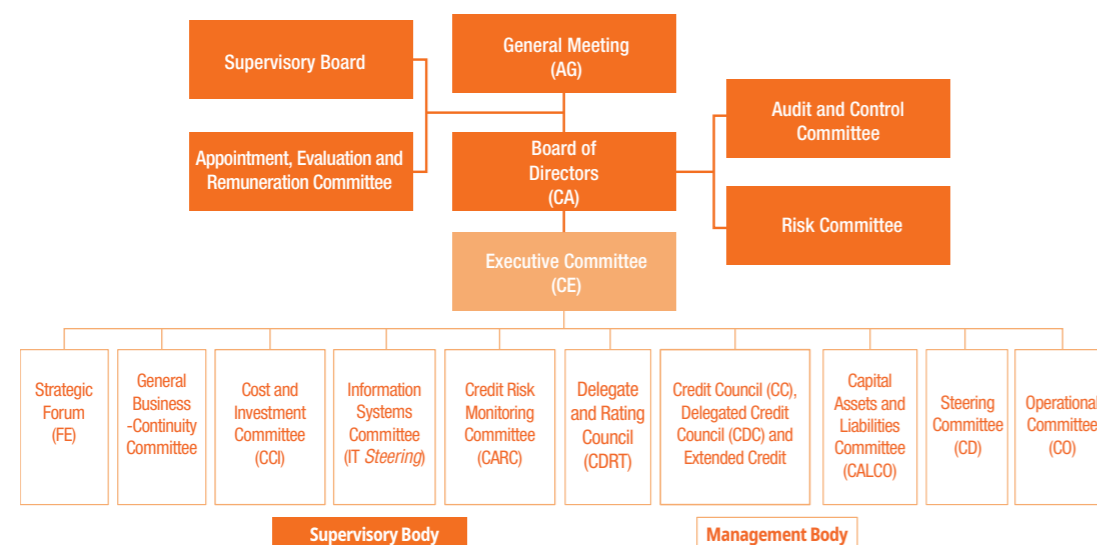 Supervisory Board
General Meeting
(AG)
Audit and Control
Committee
Appointment, Evaluation and
Remuneration Committee
Board of
Directors
(CA)
Risk Committee
Executive Committee
(CE)
Strategic
Forum
(FE)
General
Business
-Continuity
Committee
Cost and
Investment
Committee
(CCI)
Information
Systems
Committee
(IT Steering)
Credit Risk
Monitoring
Committee
(CARC)
Delegate
and Rating
Council
(CDRT)
Credit Council (CC),
Delegated Credit
Council (CDC) and
Extended Credit
Capital
Assets and
Liabilities
Committee
(CALCO)
Steering
Committee
(CD)
Operational
Committee
(CO)
Supervisory Body
Management Body